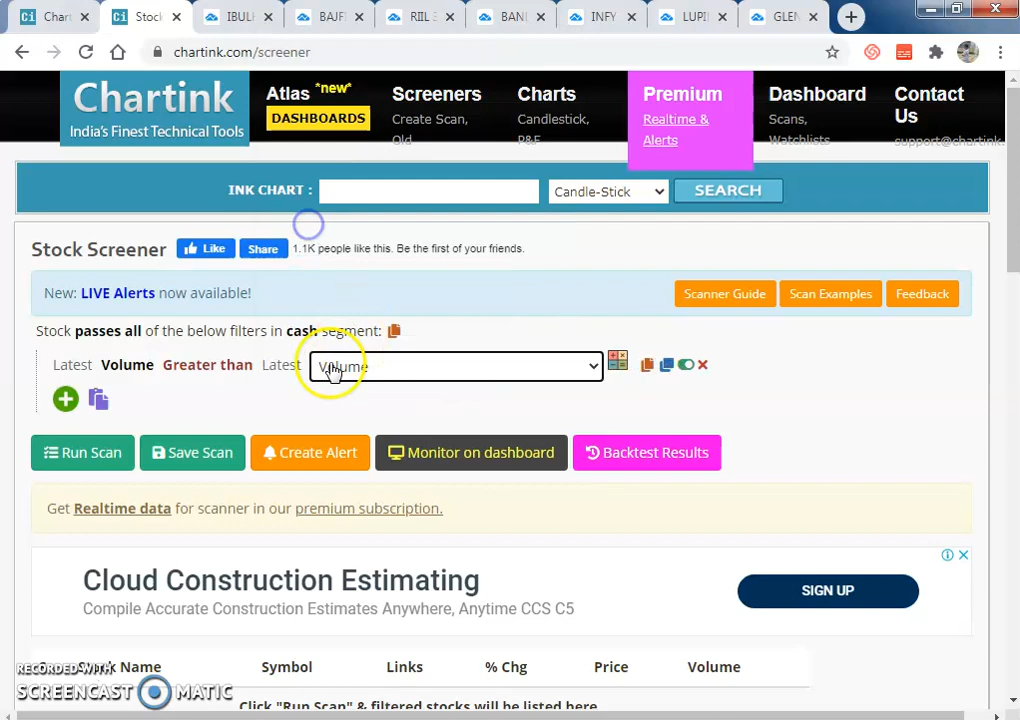 Chart
Stock
IBULH
BAJFI
RIIL 3
BANI
INFY
LUPII
GLEN
chartink.com/screener
Chartink
India's Finest Technical Tools
Atlas *new*
DASHBOARDS
Screeners
Create Scan,
Old
Charts
Candlestick,
P&F
Premium
Realtime &
Alerts
Dashboard
Scans,
Watchlists
Contact
Us
support@chartink.
INK CHART :
Candle-Stick
SEARCH
Stock Screener
Like
Share
1.1K people like this. Be the first of your friends.
New: LIVE Alerts now available!
Scanner Guide
Scan Examples
Feedback
Stock passes all of the below filters in cash segment:
Latest Volume Greater than Latest Volume
Run Scan
Save Scan
Create Alert
Monitor on dashboard
Backtest Results
Get Realtime data for scanner in our premium subscription.
Cloud Construction Estimating
Compile Accurate Construction Estimates Anywhere, Anytime CCS C5
SIGN UP
Stock Name
Symbol
Links
% Chg
Price
Volume
Click "Run Scan" & filtered stocks will be listed here
RECORDED WITH
SCREENCAST MATIC